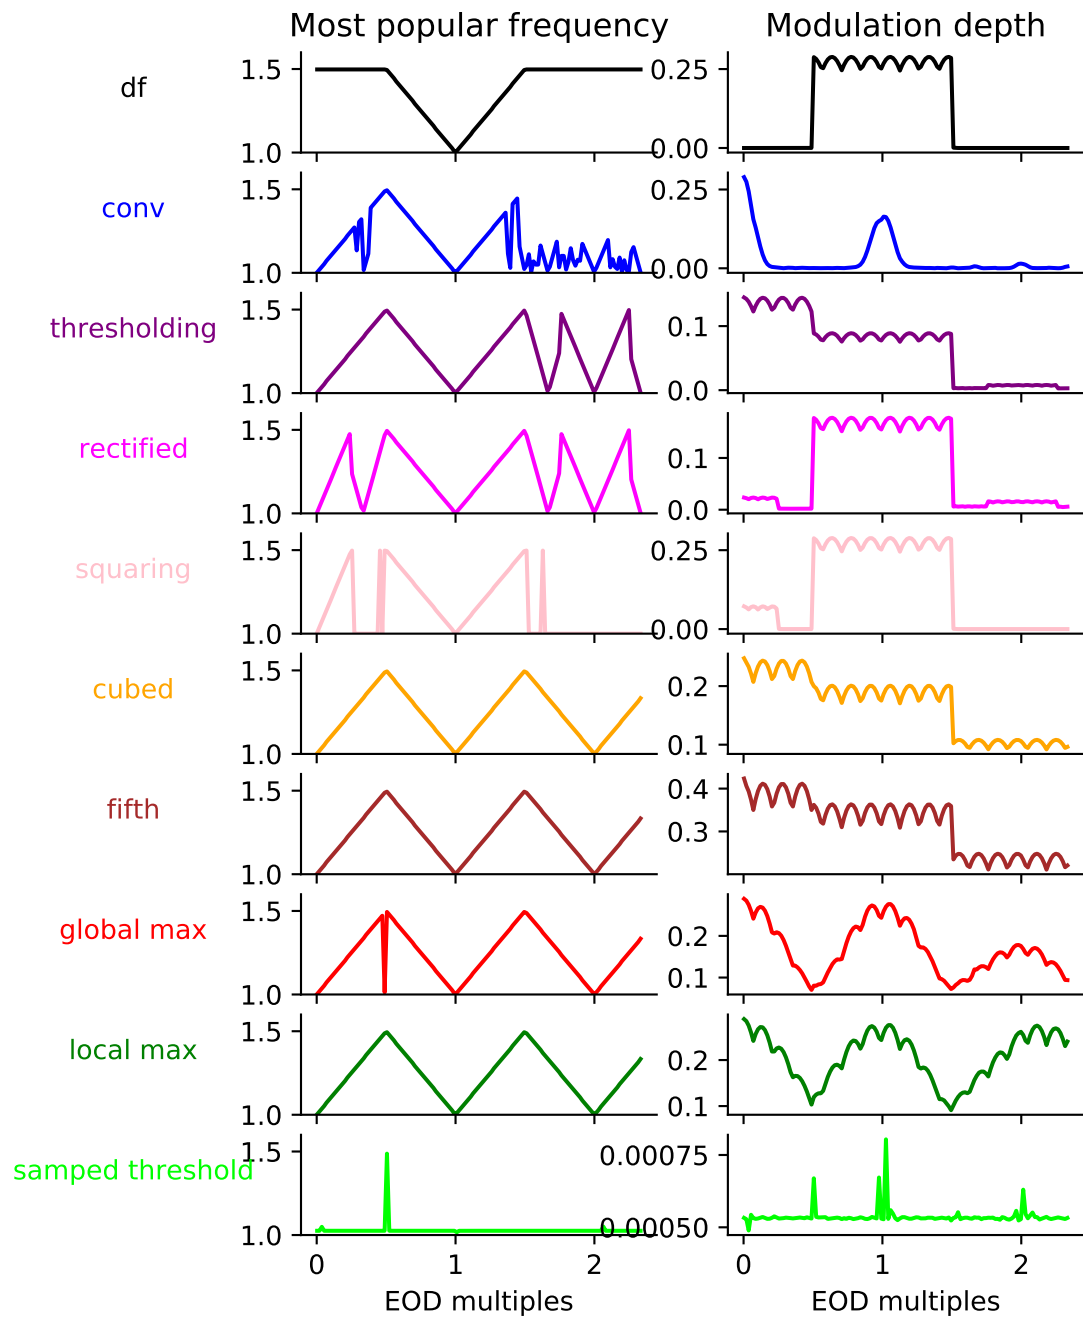 Most popular frequency Modulation depth
df 1.5 1.0 0.25 0.00
conv 1.5 1.0 0.25 0.00
thresholding 1.5 1.0 0.1 0.0
rectified 1.5 1.0 0.1 0.0
squaring 1.5 1.0 0.25 0.00
cubed 1.5 1.0 0.2 0.1
fifth 1.5 1.0 0.4 0.3
global max 1.5 1.0 0.2 0.1
local max 1.5 1.0 0.2 0.1
samped threshold 1.5 1.0 0.00075 0.00050
0 1 2 0 1 2
EOD multiples EOD multiples